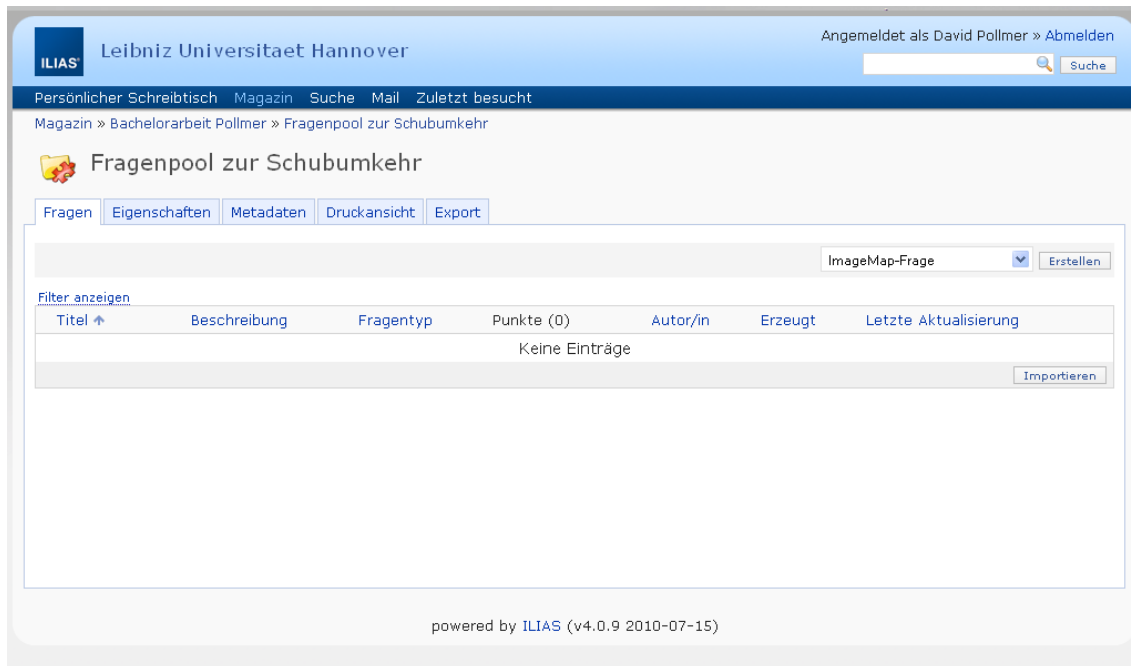 Angemeldet als David Pollmer » Abmelden
ILIAS
Leibniz Universitaet Hannover
Suche
Persönlicher Schreibtisch Magazin Suche Mail Zuletzt besucht
Magazin » Bachelorarbeit Pollmer » Fragenpool zur Schubumkehr
Fragenpool zur Schubumkehr
Fragen Eigenschaften Metadaten Druckansicht Export
ImageMap-Frage Erstellen
Filter anzeigen
Titel Beschreibung Fragentyp Punkte (0) Autor/in Erzeugt Letzte Aktualisierung
Keine Einträge
Importieren
powered by ILIAS (v4.0.9 2010-07-15)